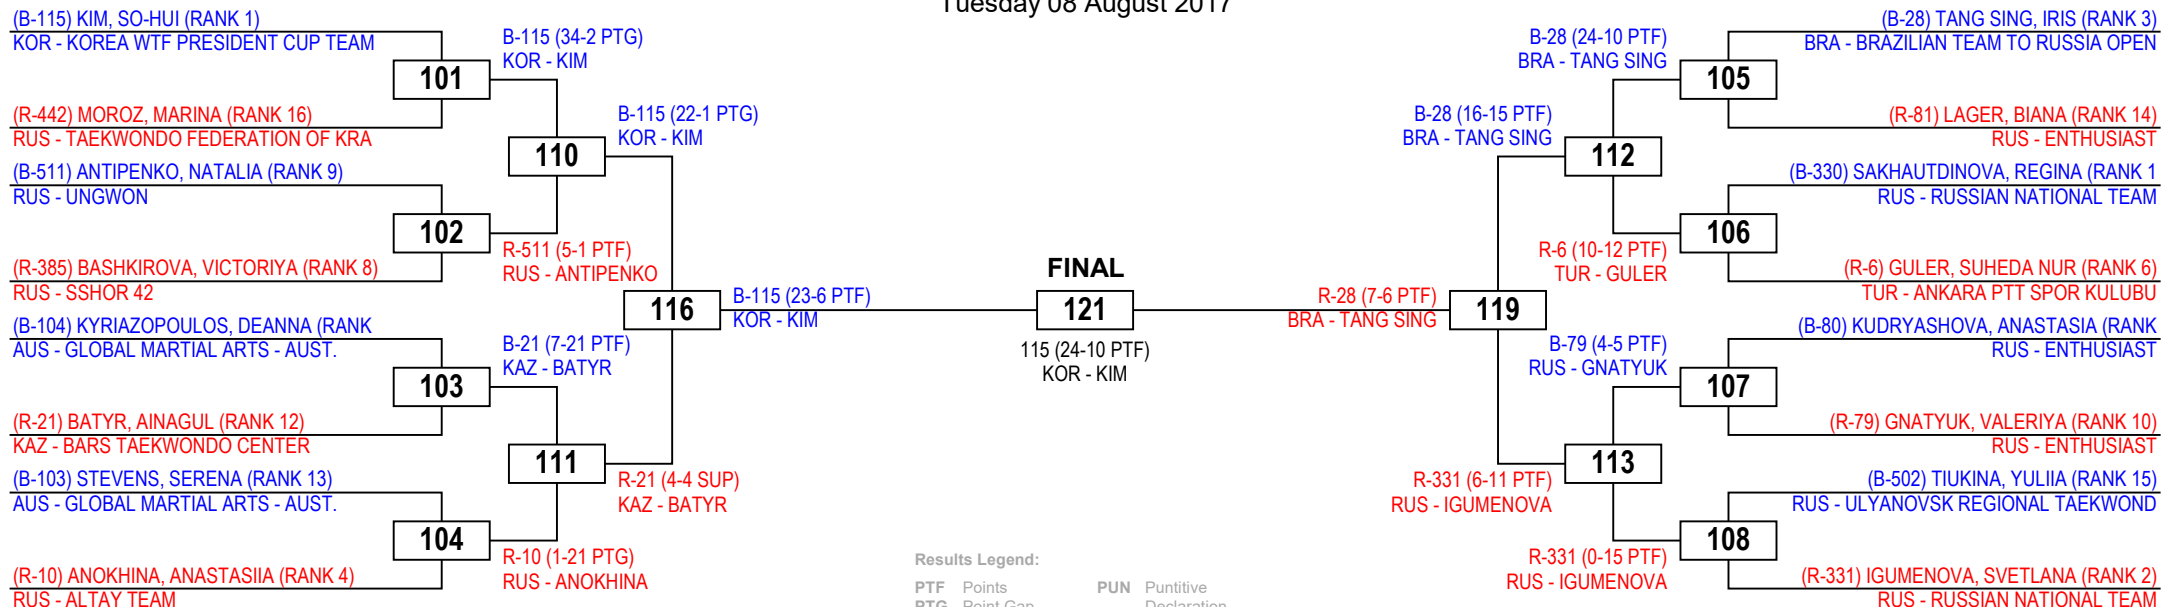 Tuesday 08 August 2017
(B-115) KIM, SO-HUI (RANK 1)
KOR - KOREA WTF PRESIDENT CUP TEAM
101
(R-442) MOROZ, MARINA (RANK 16)
RUS - TAEKWONDO FEDERATION OF KRA
B-115 (34-2 PTG)
KOR - KIM
110
(B-511) ANTIPENKO, NATALIA (RANK 9)
RUS - UNGWON
102
(R-385) BASHKIROVA, VICTORIYA (RANK 8)
RUS - SSHOR 42
R-511 (5-1 PTF)
RUS - ANTIPENKO
B-115 (22-1 PTG)
KOR - KIM
116
(B-104) KYRIAZOPOULOS, DEANNA (RANK
AUS - GLOBAL MARTIAL ARTS - AUST.
103
(R-21) BATYR, AINAGUL (RANK 12)
KAZ - BARS TAEKWONDO CENTER
B-21 (7-21 PTF)
KAZ - BATYR
111
(B-103) STEVENS, SERENA (RANK 13)
AUS - GLOBAL MARTIAL ARTS - AUST.
104
(R-10) ANOKHINA, ANASTASIIA (RANK 4)
RUS - ALTAY TEAM
R-10 (1-21 PTG)
RUS - ANOKHINA
R-21 (4-4 SUP)
KAZ - BATYR
B-115 (23-6 PTF)
KOR - KIM
FINAL
121
115 (24-10 PTF)
KOR - KIM
R-28 (7-6 PTF)
BRA - TANG SING
119
B-28 (16-15 PTF)
BRA - TANG SING
112
B-28 (24-10 PTF)
BRA - TANG SING
105
(B-28) TANG SING, IRIS (RANK 3)
BRA - BRAZILIAN TEAM TO RUSSIA OPEN
(R-81) LAGER, BIANA (RANK 14)
RUS - ENTHUSIAST
(B-330) SAKHAUTDINOVA, REGINA (RANK 1
RUS - RUSSIAN NATIONAL TEAM
106
R-6 (10-12 PTF)
TUR - GULER
(R-6) GULER, SUHEDA NUR (RANK 6)
TUR - ANKARA PTT SPOR KULUBU
(B-80) KUDRYASHOVA, ANASTASIA (RANK
RUS - ENTHUSIAST
B-79 (4-5 PTF)
RUS - GNATYUK
107
(R-79) GNATYUK, VALERIYA (RANK 10)
RUS - ENTHUSIAST
113
R-331 (6-11 PTF)
RUS - IGUMENOVA
(B-502) TIUKINA, YULIIA (RANK 15)
RUS - ULYANOVSK REGIONAL TAEKWOND
108
R-331 (0-15 PTF)
RUS - IGUMENOVA
(R-331) IGUMENOVA, SVETLANA (RANK 2)
RUS - RUSSIAN NATIONAL TEAM
Results Legend:
PTF Points PUN Puntitive
PTG Point Gap Declaration